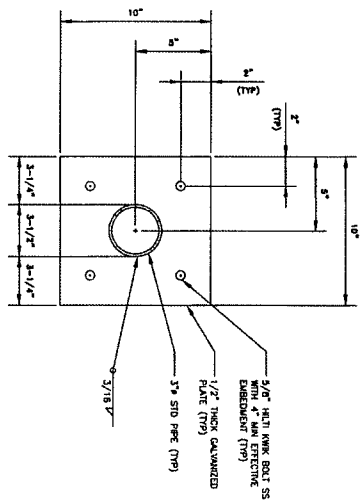 10"
5"
2"
(TYP)
2"
(TYP)
5"
10"
3-1/4"
3-1/2"
3-1/4"
5/8" HILTI KWIK BOLT SS
WITH 4" MIN EFFECTIVE
EMBEDMENT (TYP)
1/2" THICK GALVANIZED
PLATE (TYP)
3"ø STD PIPE (TYP)
3/16